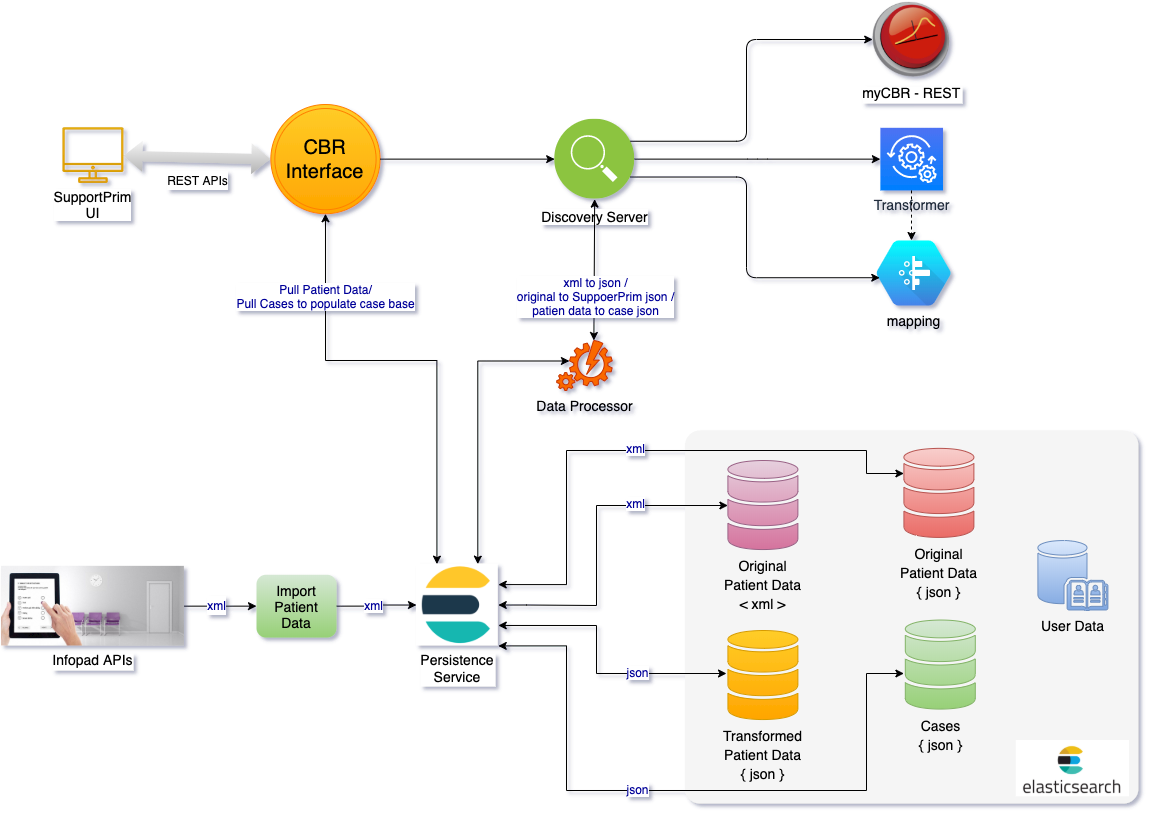 myCBR - REST
CBR
Interface
REST APIs
SupportPrim
UI
Discovery Server
Transformer
mapping
Pull Patient Data/
Pull Cases to populate case base
xml to json /
original to SuppoerPrim json /
patien data to case json
Data Processor
xml
xml
Original
Patient Data
< xml >
Original
Patient Data
{ json }
User Data
Infopad APIs
xml
Import
Patient
Data
xml
Persistence
Service
json
Transformed
Patient Data
{ json }
Cases
{ json }
json
elasticsearch